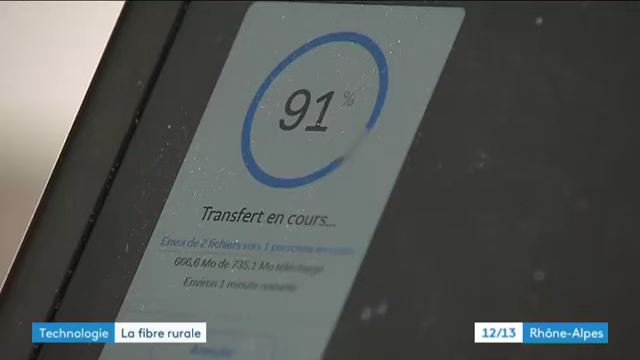 91 %
Transfert en cours...
Envoi de 2 fichiers vers 1 personne en cours
666,6 Mo de 735,1 Mo téléchargé
Environ 1 minute restante
Annuler
Technologie La fibre rurale
12/13 Rhône-Alpes